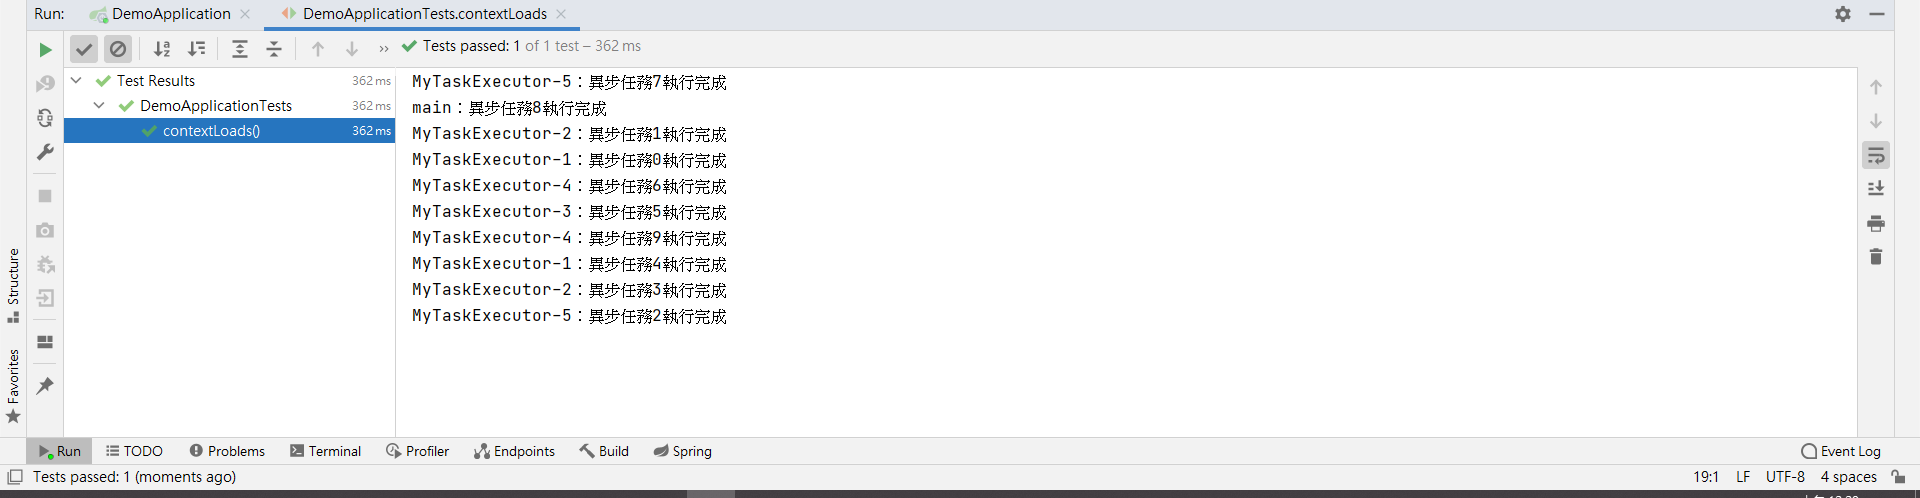 Run: DemoApplication DemoApplicationTests.contextLoads
Tests passed: 1 of 1 test – 362 ms
Test Results 362 ms
DemoApplicationTests 362 ms
contextLoads() 362 ms
MyTaskExecutor-5：異步任務7執行完成
main：異步任務8執行完成
MyTaskExecutor-2：異步任務1執行完成
MyTaskExecutor-1：異步任務0執行完成
MyTaskExecutor-4：異步任務6執行完成
MyTaskExecutor-3：異步任務5執行完成
MyTaskExecutor-4：異步任務9執行完成
MyTaskExecutor-1：異步任務4執行完成
MyTaskExecutor-2：異步任務3執行完成
MyTaskExecutor-5：異步任務2執行完成
Structure
Favorites
Run TODO Problems Terminal Profiler Endpoints Build Spring Event Log
Tests passed: 1 (moments ago) 19:1 LF UTF-8 4 spaces